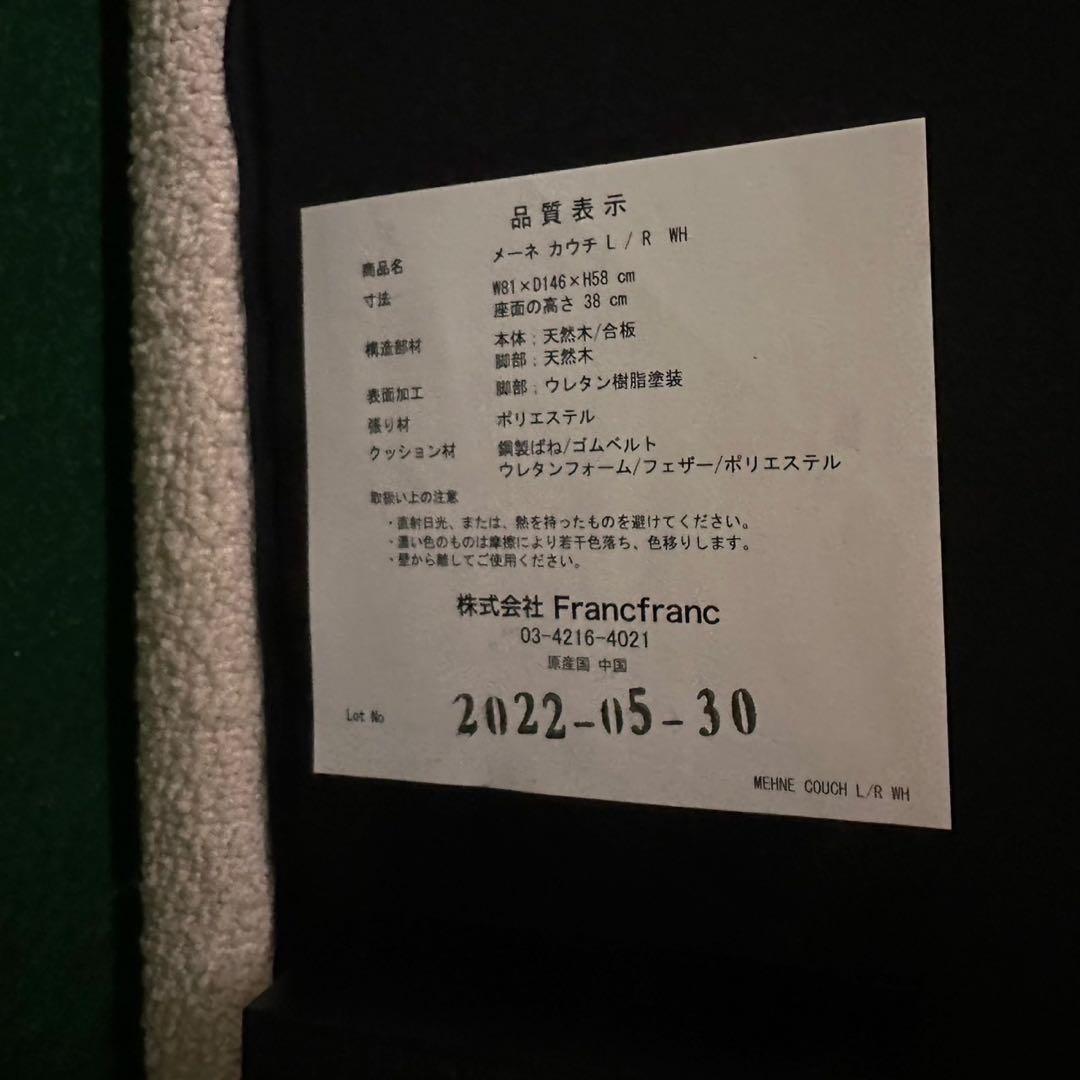 品質表示
商品名 メーネ カウチ L / R WH
寸法 W81×D146×H58 cm
座面の高さ 38 cm
構造部材 本体；天然木/合板
脚部；天然木
表面加工 脚部；ウレタン樹脂塗装
張り材 ポリエステル
クッション材 鋼製ばね/ゴムベルト
ウレタンフォーム/フェザー/ポリエステル
取扱い上の注意
・直射日光、または、熱を持ったものを避けてください。
・濃い色のものは摩擦により若干色落ち、色移りします。
・壁から離してご使用ください。
株式会社 Francfranc
03-4216-4021
原産国 中国
Lot No 2022-05-30
MEHNE COUCH L/R WH